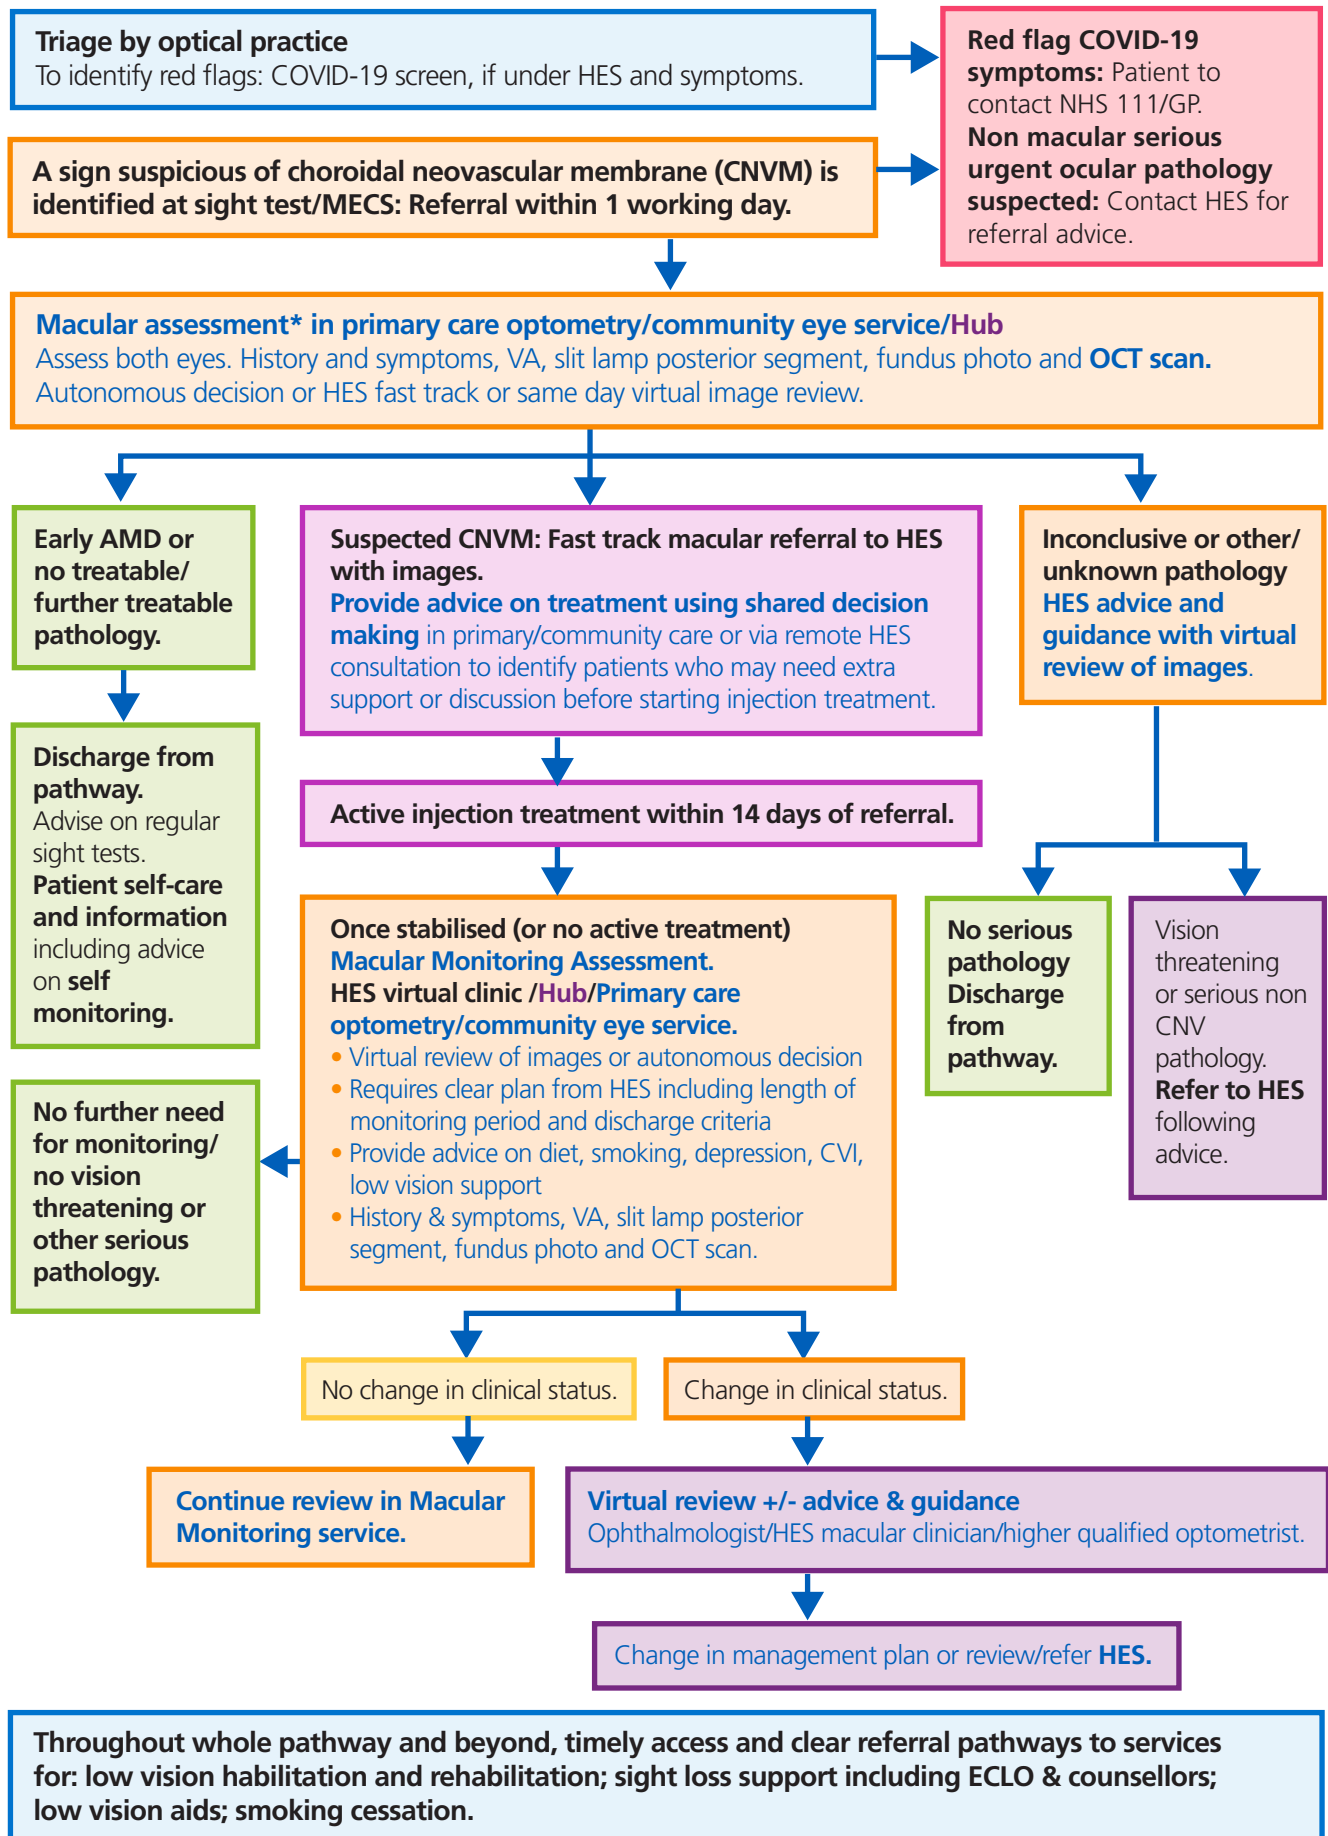 Triage by optical practice
To identify red flags: COVID-19 screen, if under HES and symptoms.
Red flag COVID-19
symptoms: Patient to
contact NHS 111/GP.
Non macular serious
urgent ocular pathology
suspected: Contact HES for
referral advice.
A sign suspicious of choroidal neovascular membrane (CNVM) is
identified at sight test/MECS: Referral within 1 working day.
Macular assessment* in primary care optometry/community eye service/Hub
Assess both eyes. History and symptoms, VA, slit lamp posterior segment, fundus photo and OCT scan.
Autonomous decision or HES fast track or same day virtual image review.
Early AMD or
no treatable/
further treatable
pathology.
Suspected CNVM: Fast track macular referral to HES
with images.
Provide advice on treatment using shared decision
making in primary/community care or via remote HES
consultation to identify patients who may need extra
support or discussion before starting injection treatment.
Inconclusive or other/
unknown pathology
HES advice and
guidance with virtual
review of images.
Discharge from
pathway.
Advise on regular
sight tests.
Patient self-care
and information
including advice
on self
monitoring.
Active injection treatment within 14 days of referral.
Once stabilised (or no active treatment)
Macular Monitoring Assessment.
HES virtual clinic /Hub/Primary care
optometry/community eye service.
• Virtual review of images or autonomous decision
• Requires clear plan from HES including length of
monitoring period and discharge criteria
• Provide advice on diet, smoking, depression, CVI,
low vision support
• History & symptoms, VA, slit lamp posterior
segment, fundus photo and OCT scan.
No serious
pathology
Discharge
from
pathway.
Vision
threatening
or serious non
CNV
pathology.
Refer to HES
following
advice.
No further need
for monitoring/
no vision
threatening or
other serious
pathology.
No change in clinical status.
Change in clinical status.
Continue review in Macular
Monitoring service.
Virtual review +/- advice & guidance
Ophthalmologist/HES macular clinician/higher qualified optometrist.
Change in management plan or review/refer HES.
Throughout whole pathway and beyond, timely access and clear referral pathways to services
for: low vision habilitation and rehabilitation; sight loss support including ECLO & counsellors;
low vision aids; smoking cessation.